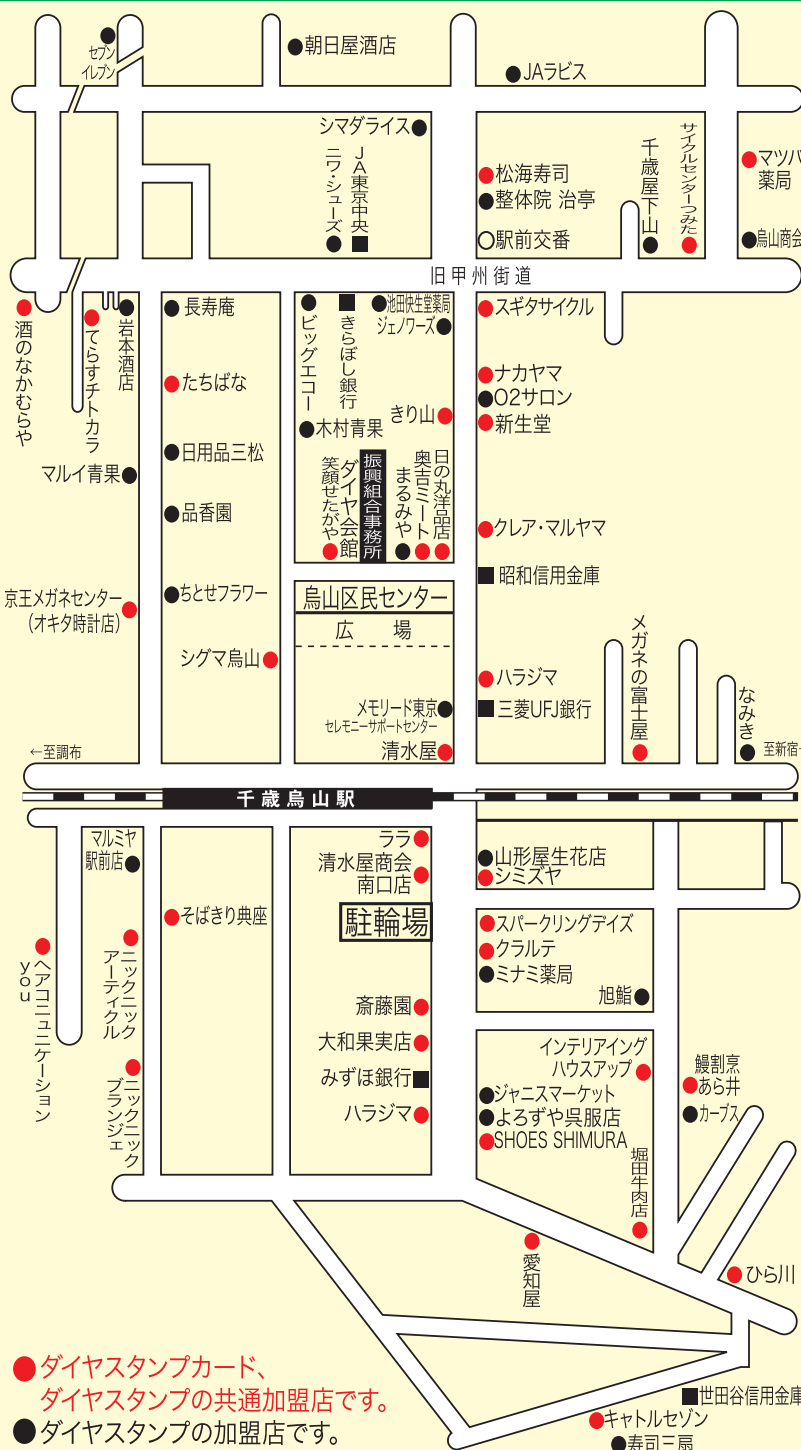 セブン
イレブン
朝日屋酒店
JAラビス
シマダライス
ニワ・シューズ
JA東京中央
松海寿司
整体院 治亭
駅前交番
千歳屋下山
サイクルセンターつみた
マツバ
薬局
烏山商会
旧甲州街道
酒のなかむらや
てらすチトカラ
岩本酒店
長寿庵
たちばな
日用品三松
マルイ青果
品香園
京王メガネセンター
(オキタ時計店)
ちとせフラワー
シグマ烏山
ビッグエコー
きらぼし銀行
池田快生堂薬局
ジェノワーズ
きり山
木村青果
笑顔せたがや
ダイヤ会館
振興組合事務所
まるみや
奥吉ミート
日の丸洋品店
スギタサイクル
ナカヤマ
O2サロン
新生堂
クレア・マルヤマ
昭和信用金庫
烏山区民センター
広 場
メモリード東京
セレモニーサポートセンター
清水屋
ハラジマ
三菱UFJ銀行
メガネの富士屋
なみき
←至調布
至新宿→
千歳烏山駅
マルミヤ
駅前店
ララ
清水屋商会
南口店
山形屋生花店
シミズヤ
そばきり典座
駐輪場
スパークリングデイズ
クラルテ
ミナミ薬局
旭鮨
ヘアコミュニケーション
you
ニックニック
アーティクル
ニックニック
ブランジェ
斎藤園
大和果実店
みずほ銀行
ハラジマ
インテリアイング
ハウスアップ
ジャニスマーケット
よろずや呉服店
SHOES SHIMURA
鰻割烹
あら井
カーブス
堀田牛肉店
愛知屋
ひら川
世田谷信用金庫
キャトルセゾン
寿司三扇
ダイヤスタンプカード、
ダイヤスタンプの共通加盟店です。
ダイヤスタンプの加盟店です。